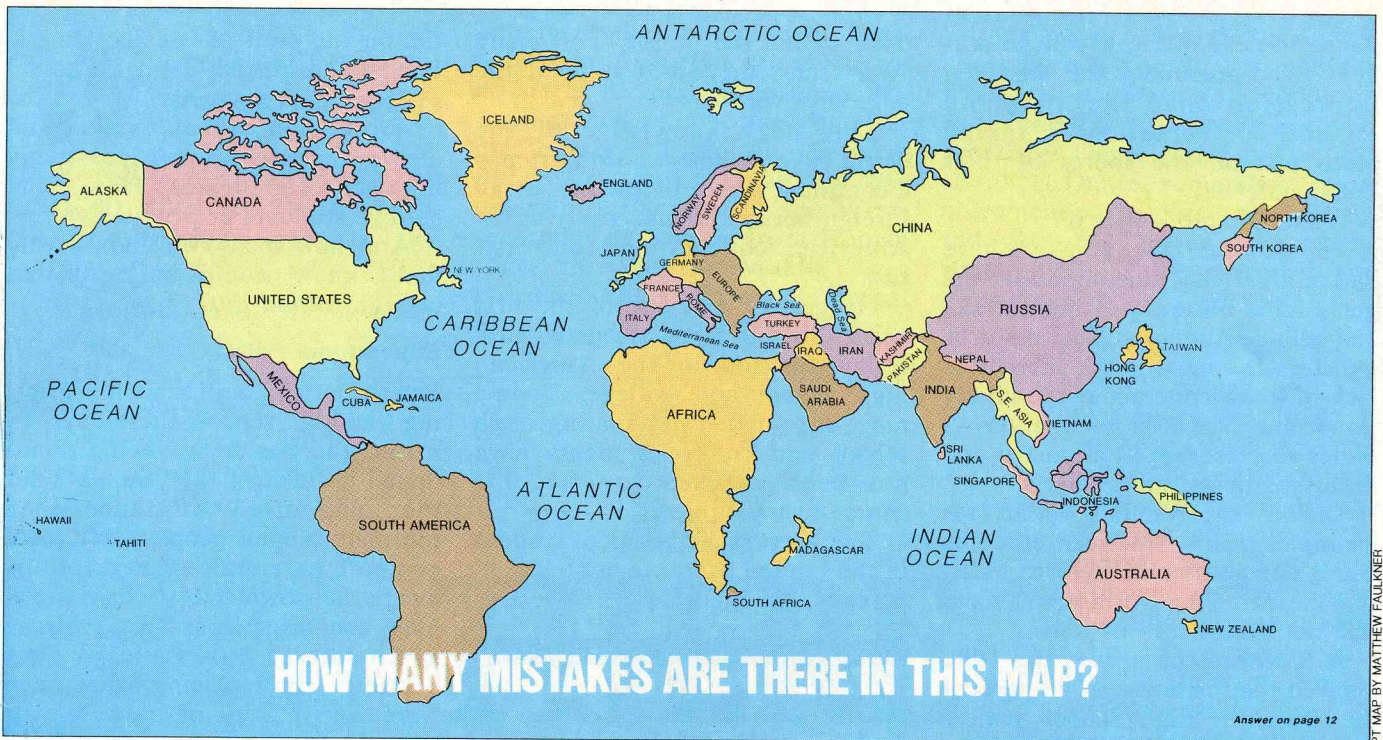 ANTARCTIC OCEAN
ICELAND
ALASKA
CANADA
ENGLAND
NORWAY
SWEDEN
SCANDINAVIA
CHINA
NORTH KOREA
SOUTH KOREA
JAPAN
GERMANY
EUROPE
NEW YORK
UNITED STATES
FRANCE
ROME
ITALY
Black Sea
Dead Sea
RUSSIA
CARIBBEAN
OCEAN
Mediterranean Sea
TURKEY
ISRAEL
IRAQ
IRAN
KASHMIR
PAKISTAN
NEPAL
INDIA
HONG
KONG
TAIWAN
PACIFIC
OCEAN
MEXICO
CUBA
JAMAICA
AFRICA
SAUDI
ARABIA
S.E. ASIA
VIETNAM
SRI
LANKA
SINGAPORE
INDONESIA
PHILIPPINES
ATLANTIC
OCEAN
SOUTH AMERICA
HAWAII
TAHITI
MADAGASCAR
INDIAN
OCEAN
AUSTRALIA
SOUTH AFRICA
NEW ZEALAND
HOW MANY MISTAKES ARE THERE IN THIS MAP?
Answer on page 12
PT MAP BY MATTHEW FAULKNER